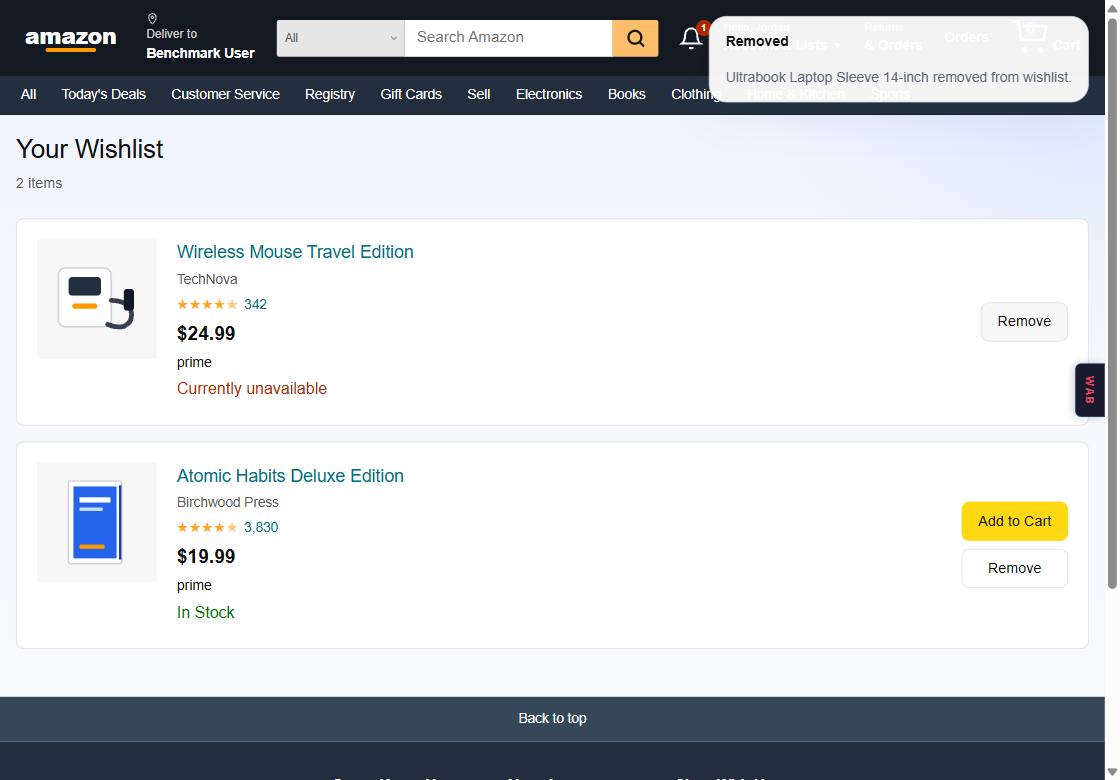 amazon
Deliver to
Benchmark User
All
Search Amazon
1
Lists
Returns
& Orders
Orders
Cart
Removed
Ultrabook Laptop Sleeve 14-inch removed from wishlist.
All
Today's Deals
Customer Service
Registry
Gift Cards
Sell
Electronics
Books
Clothing
Home & Kitchen
Sports
Your Wishlist
2 items
Wireless Mouse Travel Edition
TechNova
342
$24.99
prime
Currently unavailable
Remove
WAB
Atomic Habits Deluxe Edition
Birchwood Press
3,830
$19.99
prime
In Stock
Add to Cart
Remove
Back to top